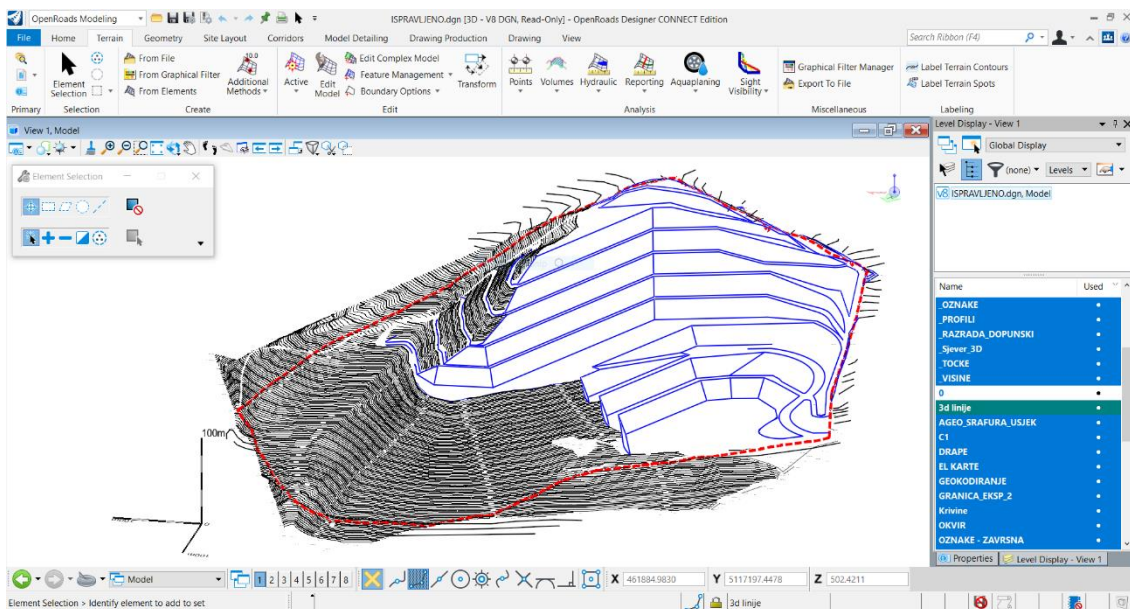 OpenRoads Modeling
ISPRAVLJENO.dgn [3D - V8 DGN, Read-Only] - OpenRoads Designer CONNECT Edition
File Home Terrain Geometry Site Layout Corridors Model Detailing Drawing Production Drawing View
Search Ribbon (F4)
From File
From Graphical Filter
From Elements
Element Selection
Additional Methods
Active
Edit Model
Edit Complex Model
Feature Management
Boundary Options
Transform
Points
Volumes
Hydraulic
Reporting
Aquaplaning
Sight Visibility
Graphical Filter Manager
Export To File
Label Terrain Contours
Label Terrain Spots
Primary Selection Create Edit Analysis Miscellaneous Labeling
View 1, Model
Element Selection
100m
Level Display - View 1
Global Display
(none) Levels
ISPRAVLJENO.dgn, Model
Name Used
_OZNAKE
_PROFILI
_RAZRADA_DOPUNSKI
_Sjever_3D
_TOCKE
_VISINE
0
3d linije
AGEO_SRAFURA_USJEK
C1
DRAPE
EL KARTE
GEOKODIRANJE
GRANICA_EKSP_2
Krivine
OKVIR
OZNAKE - ZAVRSNA
Properties Level Display - View 1
Model
1 2 3 4 5 6 7 8
X 461884.9830 Y 5117197.4478 Z 502.4211
Element Selection > Identify element to add to set
3d linije